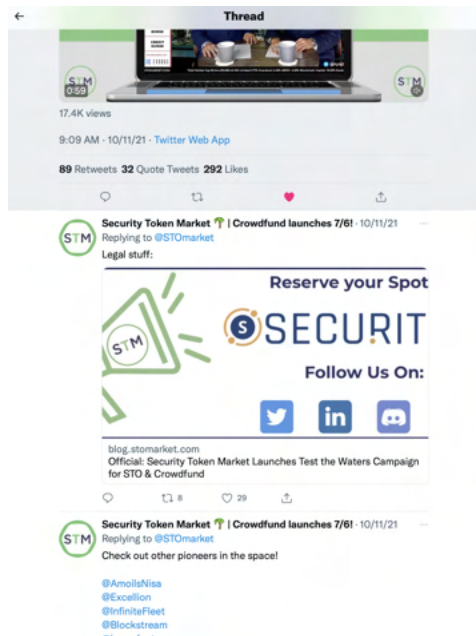 Thread
STM
0:59
STM
17.4K views
9:09 AM · 10/11/21 · Twitter Web App
89 Retweets 32 Quote Tweets 292 Likes
Security Token Market 🌴 | Crowdfund launches 7/6! · 10/11/21
STM
Replying to @STOmarket
Legal stuff:
Reserve your Spot
STM
S SECURIT
Follow Us On:
in
blog.stomarket.com
Official: Security Token Market Launches Test the Waters Campaign
for STO & Crowdfund
8 29
Security Token Market 🌴 | Crowdfund launches 7/6! · 10/11/21
STM
Replying to @STOmarket
Check out other pioneers in the space!
@AmoilsNisa
@Excellion
@InfiniteFleet
@Blockstream